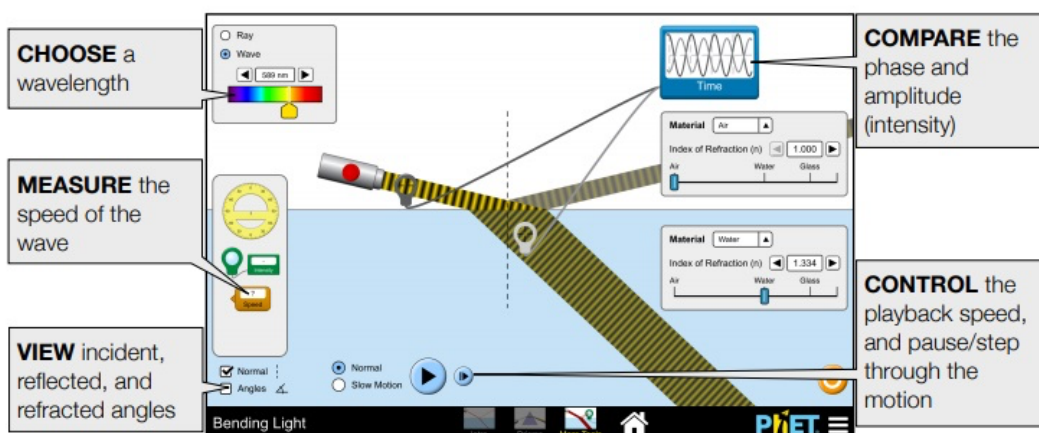 CHOOSE a
wavelength
MEASURE the
speed of the
wave
VIEW incident,
reflected, and
refracted angles
Ray
Wave
589 nm
Time
Material Air
Index of Refraction (n) 1.000
Air Water Glass
Material Water
Index of Refraction (n) 1.334
Air Water Glass
Intensity
?
Speed
Normal
Angles
Normal
Slow Motion
Bending Light
More Tools
PhET
COMPARE the
phase and
amplitude
(intensity)
CONTROL the
playback speed,
and pause/step
through the
motion